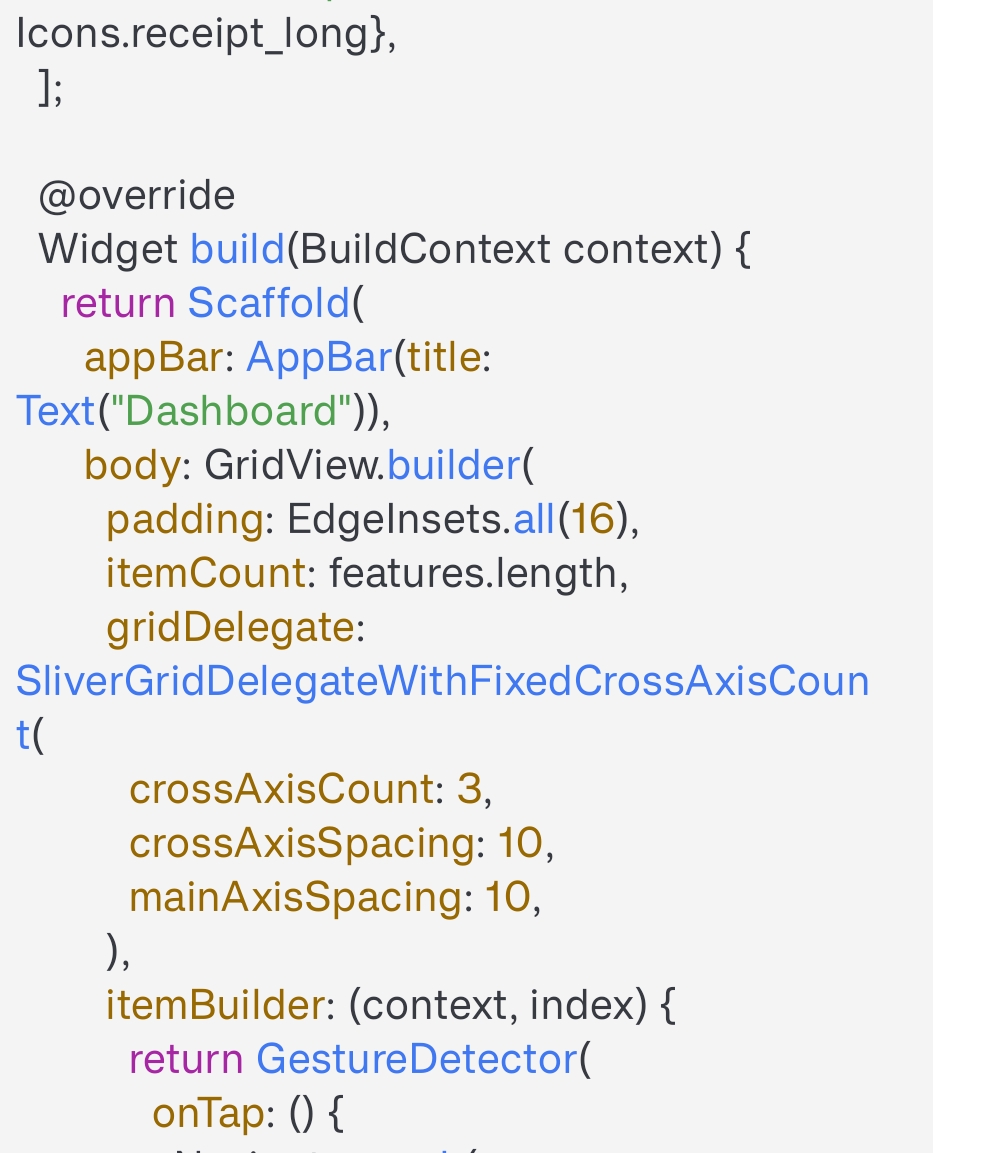 Icons.receipt_long},
];
@override
Widget build(BuildContext context) {
return Scaffold(
appBar: AppBar(title:
Text("Dashboard")),
body: GridView.builder(
padding: EdgeInsets.all(16),
itemCount: features.length,
gridDelegate:
SliverGridDelegateWithFixedCrossAxisCoun
t(
crossAxisCount: 3,
crossAxisSpacing: 10,
mainAxisSpacing: 10,
),
itemBuilder: (context, index) {
return GestureDetector(
onTap: () {